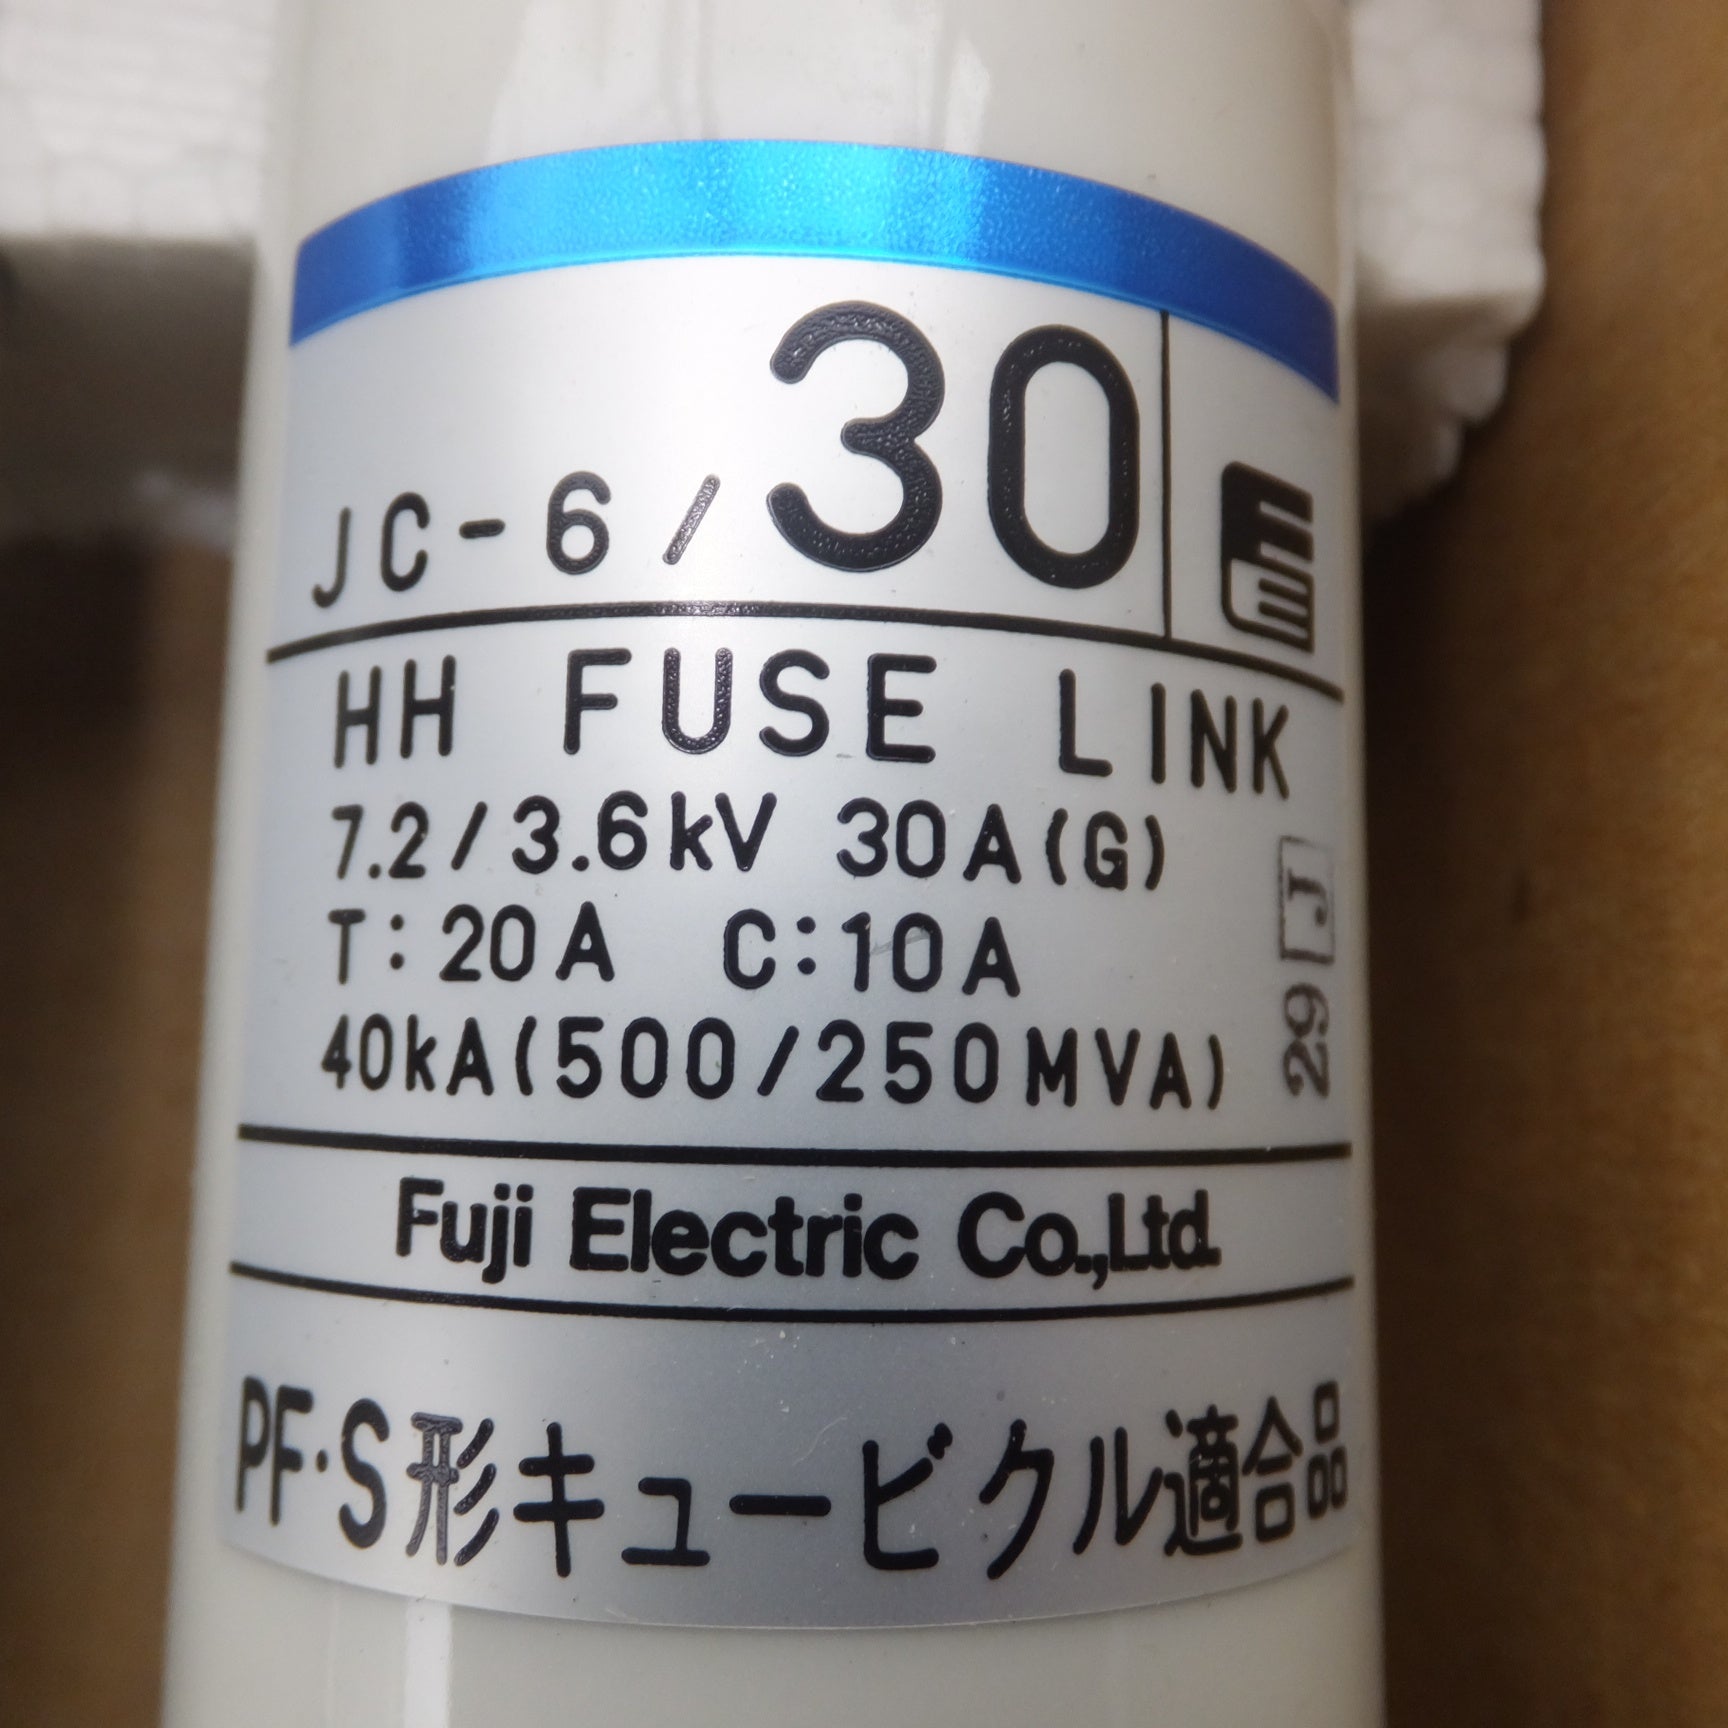 JC-6/30
HH FUSE LINK
7.2/3.6kV 30A(G)
T:20A C:10A
40kA(500/250MVA)
29 J
Fuji Electric Co.,Ltd.
PF·S形キュービクル適合品